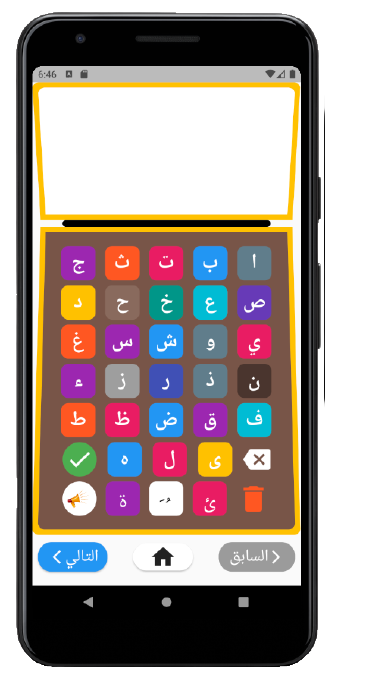 6:46
ا ب ت ث ج
ص ع خ ح د
ي و ش س غ
ن ذ د ز ء
ف ق ض ظ ط
ى ل ه
ئ ـَُ ة
السابق التالي